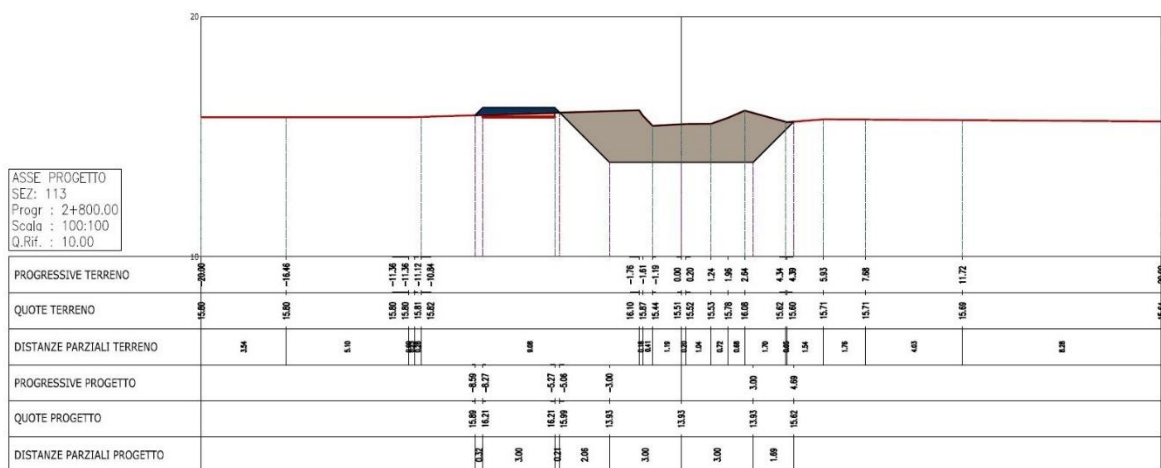 20
ASSE PROGETTO
SEZ: 113
Progr : 2+800.00
Scala : 100:100
Q.Rif. : 10.00
10
PROGRESSIVE TERRENO -20.00 -16.46 -11.36 -11.36 -11.12 -10.84 -1.76 -1.61 -1.19 0.00 0.20 1.24 1.96 2.64 4.34 4.39 5.93 7.68 11.72
QUOTE TERRENO 15.80 15.80 15.80 15.80 15.81 15.82 16.10 15.87 15.44 15.51 15.52 15.53 15.78 16.08 15.62 15.60 15.71 15.71 15.69
DISTANZE PARZIALI TERRENO 3.54 5.10 0.28 9.08 0.41 1.19 0.20 1.04 0.72 0.68 1.70 1.54 1.76 4.03 8.28
PROGRESSIVE PROGETTO -8.59 -8.27 -5.27 -5.06 -3.00 3.00 4.69
QUOTE PROGETTO 15.89 16.21 16.21 15.99 13.93 13.93 13.93 15.62
DISTANZE PARZIALI PROGETTO 0.32 3.00 0.21 2.06 3.00 3.00 1.69